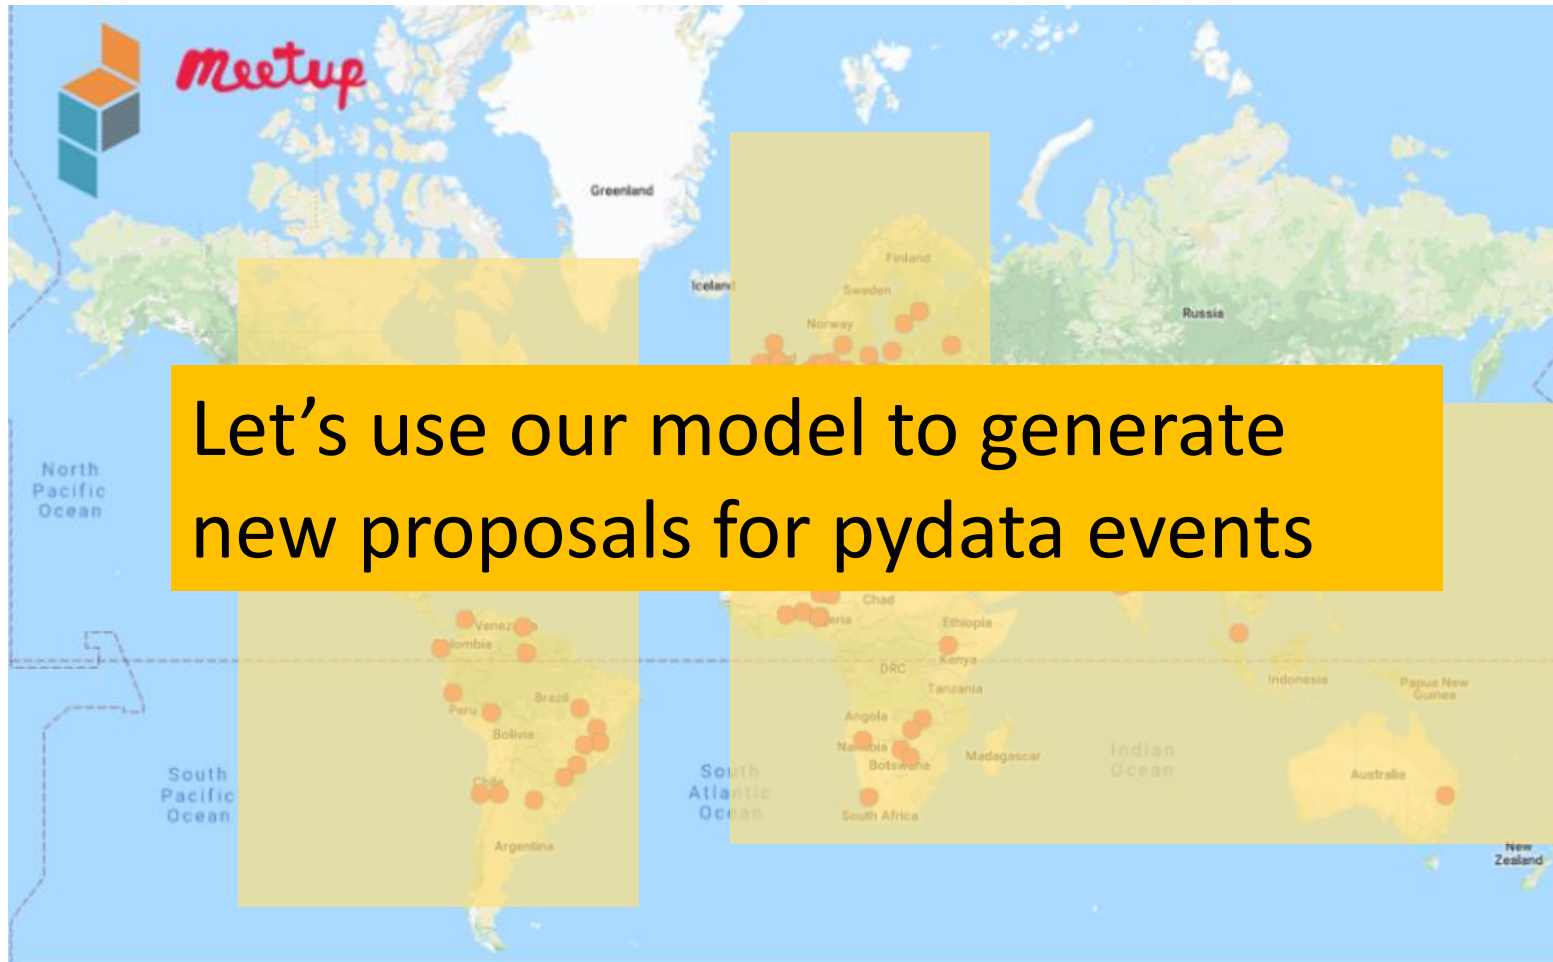 meetup
Greenland
Finland
Iceland
Sweden
Russia
Norway
Let's use our model to generate
new proposals for pydata events
North
Pacific
Ocean
Chad
Ethiopia
Kenya
DRC
Tanzania
Brazil
Peru
Bolivia
Indonesia
Papua New
Guinea
Angola
Namibia
Botswana
Madagascar
Indian
Ocean
South
Pacific
Ocean
Chile
South
Atlantic
Ocean
Australia
South Africa
Argentina
New
Zealand